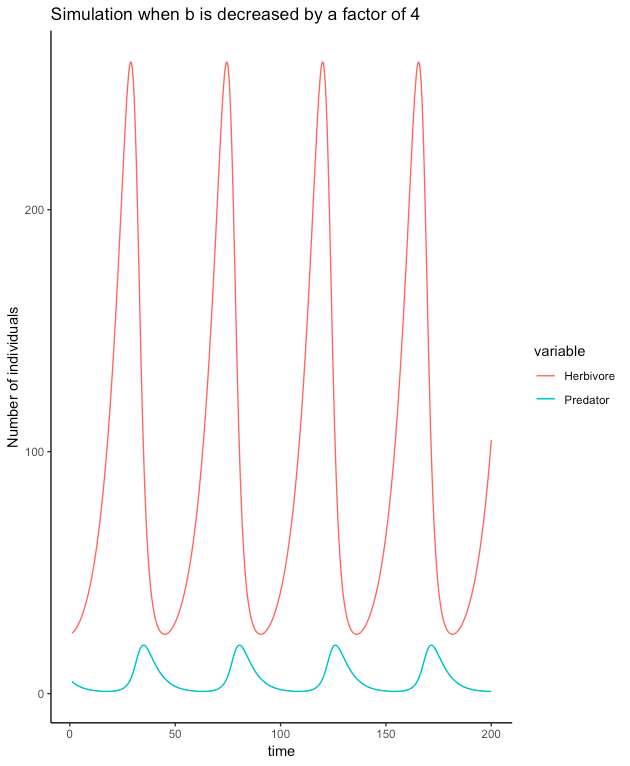 Simulation when b is decreased by a factor of 4
Number of individuals
200
100
0
0 50 100 150 200
time
variable
Herbivore
Predator